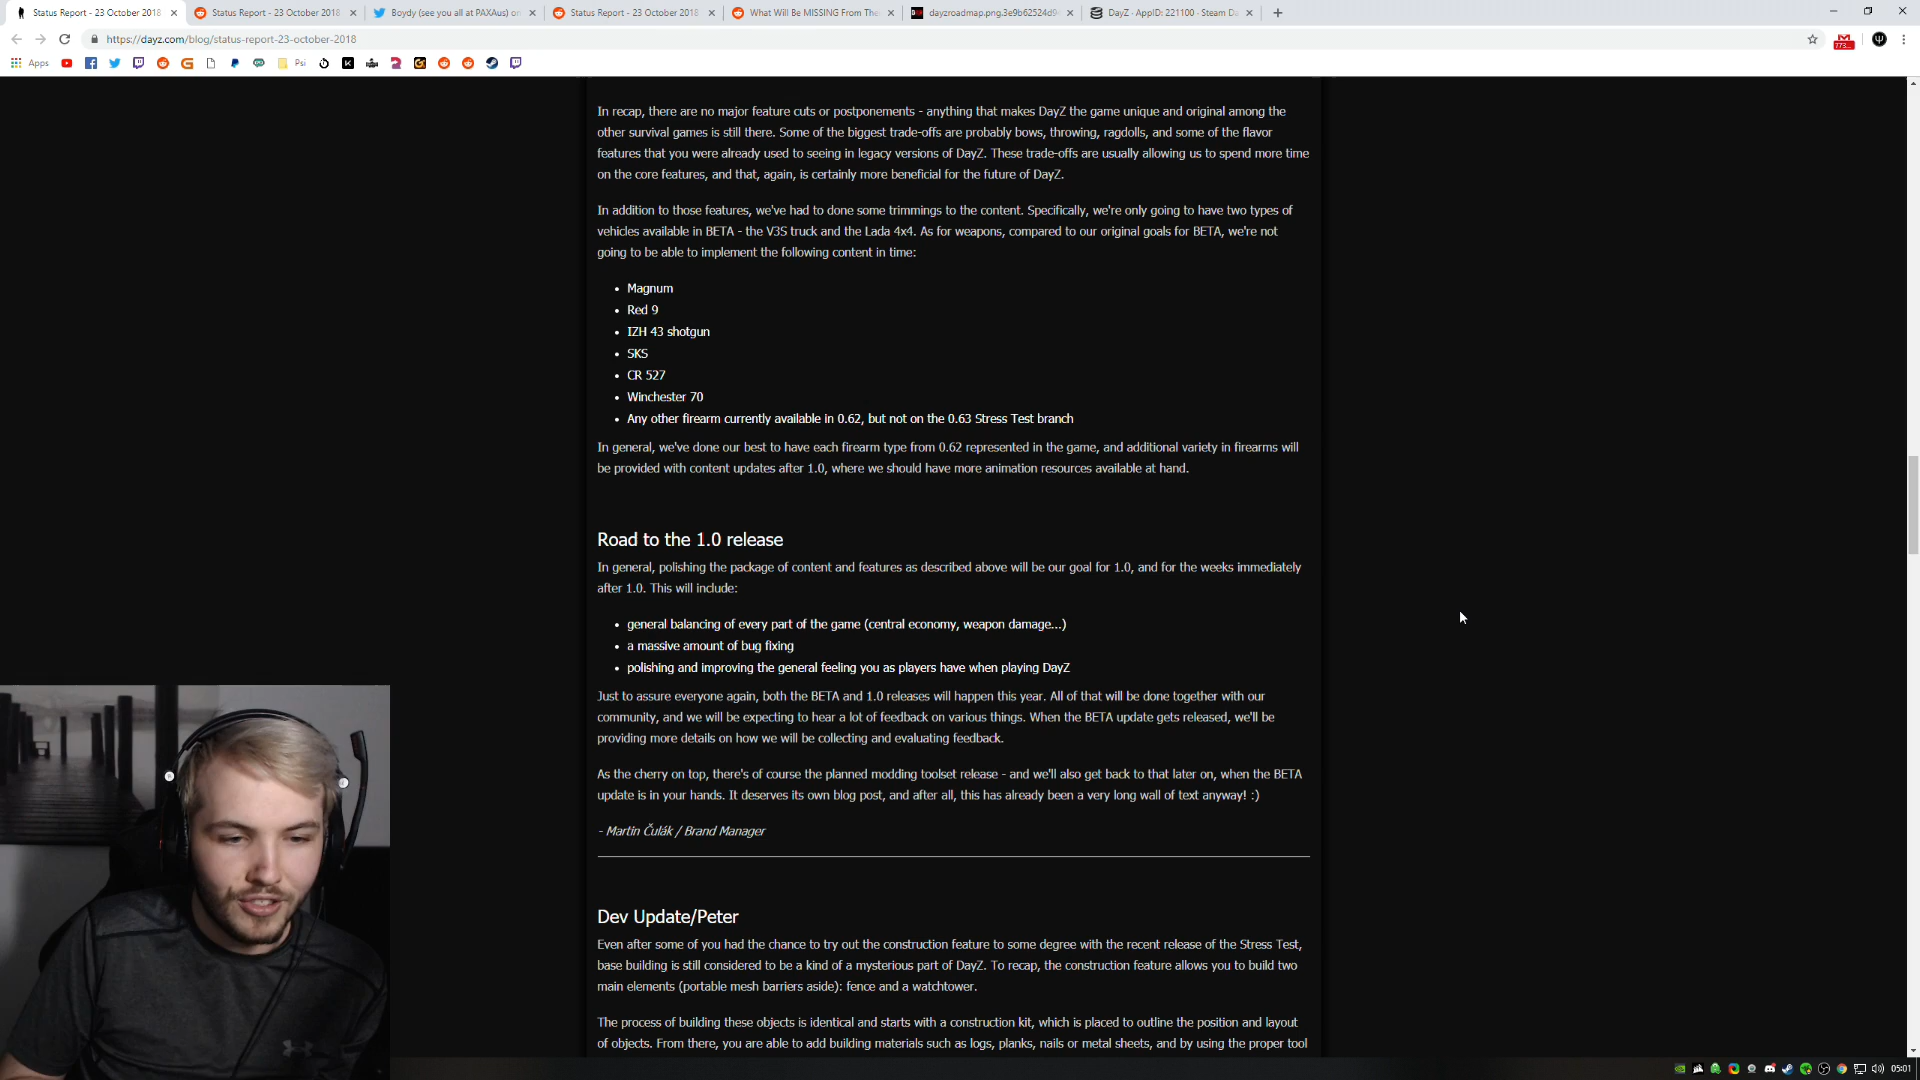 Status Report - 23 October 2018
Status Report - 23 October 2018
Boydy (see you all at PAXAus) on
Status Report - 23 October 2018
What Will Be MISSING From The
dayzroadmap.png.3e9b62524d9
DayZ · AppID: 221100 · Steam Da
https://dayz.com/blog/status-report-23-october-2018
773...
Apps
Psi
In recap, there are no major feature cuts or postponements - anything that makes DayZ the game unique and original among the
other survival games is still there. Some of the biggest trade-offs are probably bows, throwing, ragdolls, and some of the flavor
features that you were already used to seeing in legacy versions of DayZ. These trade-offs are usually allowing us to spend more time
on the core features, and that, again, is certainly more beneficial for the future of DayZ.
In addition to those features, we've had to done some trimmings to the content. Specifically, we're only going to have two types of
vehicles available in BETA - the V3S truck and the Lada 4x4. As for weapons, compared to our original goals for BETA, we're not
going to be able to implement the following content in time:
• Magnum
• Red 9
• IZH 43 shotgun
• SKS
• CR 527
• Winchester 70
• Any other firearm currently available in 0.62, but not on the 0.63 Stress Test branch
In general, we've done our best to have each firearm type from 0.62 represented in the game, and additional variety in firearms will
be provided with content updates after 1.0, where we should have more animation resources available at hand.
Road to the 1.0 release
In general, polishing the package of content and features as described above will be our goal for 1.0, and for the weeks immediately
after 1.0. This will include:
• general balancing of every part of the game (central economy, weapon damage...)
• a massive amount of bug fixing
• polishing and improving the general feeling you as players have when playing DayZ
Just to assure everyone again, both the BETA and 1.0 releases will happen this year. All of that will be done together with our
community, and we will be expecting to hear a lot of feedback on various things. When the BETA update gets released, we'll be
providing more details on how we will be collecting and evaluating feedback.
As the cherry on top, there's of course the planned modding toolset release - and we'll also get back to that later on, when the BETA
update is in your hands. It deserves its own blog post, and after all, this has already been a very long wall of text anyway! :)
- Martin Čulák / Brand Manager
Dev Update/Peter
Even after some of you had the chance to try out the construction feature to some degree with the recent release of the Stress Test,
base building is still considered to be a kind of a mysterious part of DayZ. To recap, the construction feature allows you to build two
main elements (portable mesh barriers aside): fence and a watchtower.
The process of building these objects is identical and starts with a construction kit, which is placed to outline the position and layout
of objects. From there, you are able to add building materials such as logs, planks, nails or metal sheets, and by using the proper tool
05:01